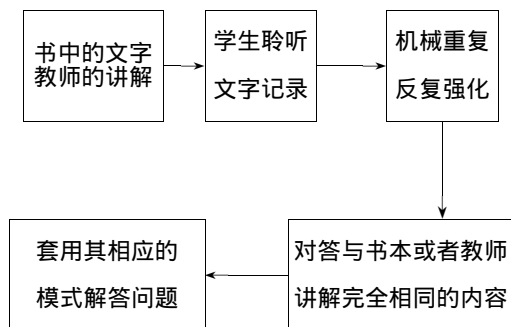 书中的文字
教师的讲解
学生聆听
文字记录
机械重复
反复强化
对答与书本或者教师
讲解完全相同的内容
套用其相应的
模式解答问题